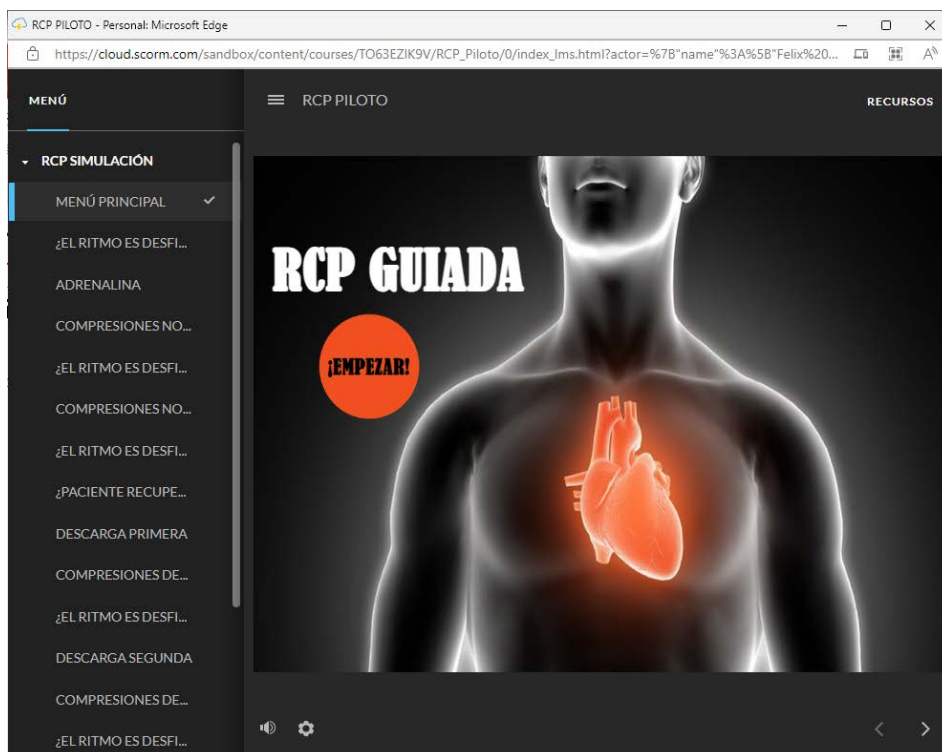 RCP PILOTO - Personal: Microsoft Edge
https://cloud.scorm.com/sandbox/content/courses/TO63EZIK9V/RCP_Piloto/0/index_lms.html?actor=%7B"name"%3A%5B"Felix%20...
MENÚ
RCP PILOTO
RECURSOS
RCP SIMULACIÓN
MENÚ PRINCIPAL
¿EL RITMO ES DESFI...
ADRENALINA
COMPRESIONES NO...
¿EL RITMO ES DESFI...
COMPRESIONES NO...
¿EL RITMO ES DESFI...
¿PACIENTE RECUPE...
DESCARGA PRIMERA
COMPRESIONES DE...
¿EL RITMO ES DESFI...
DESCARGA SEGUNDA
COMPRESIONES DE...
¿EL RITMO ES DESFI...
RCP GUIADA
¡EMPEZAR!